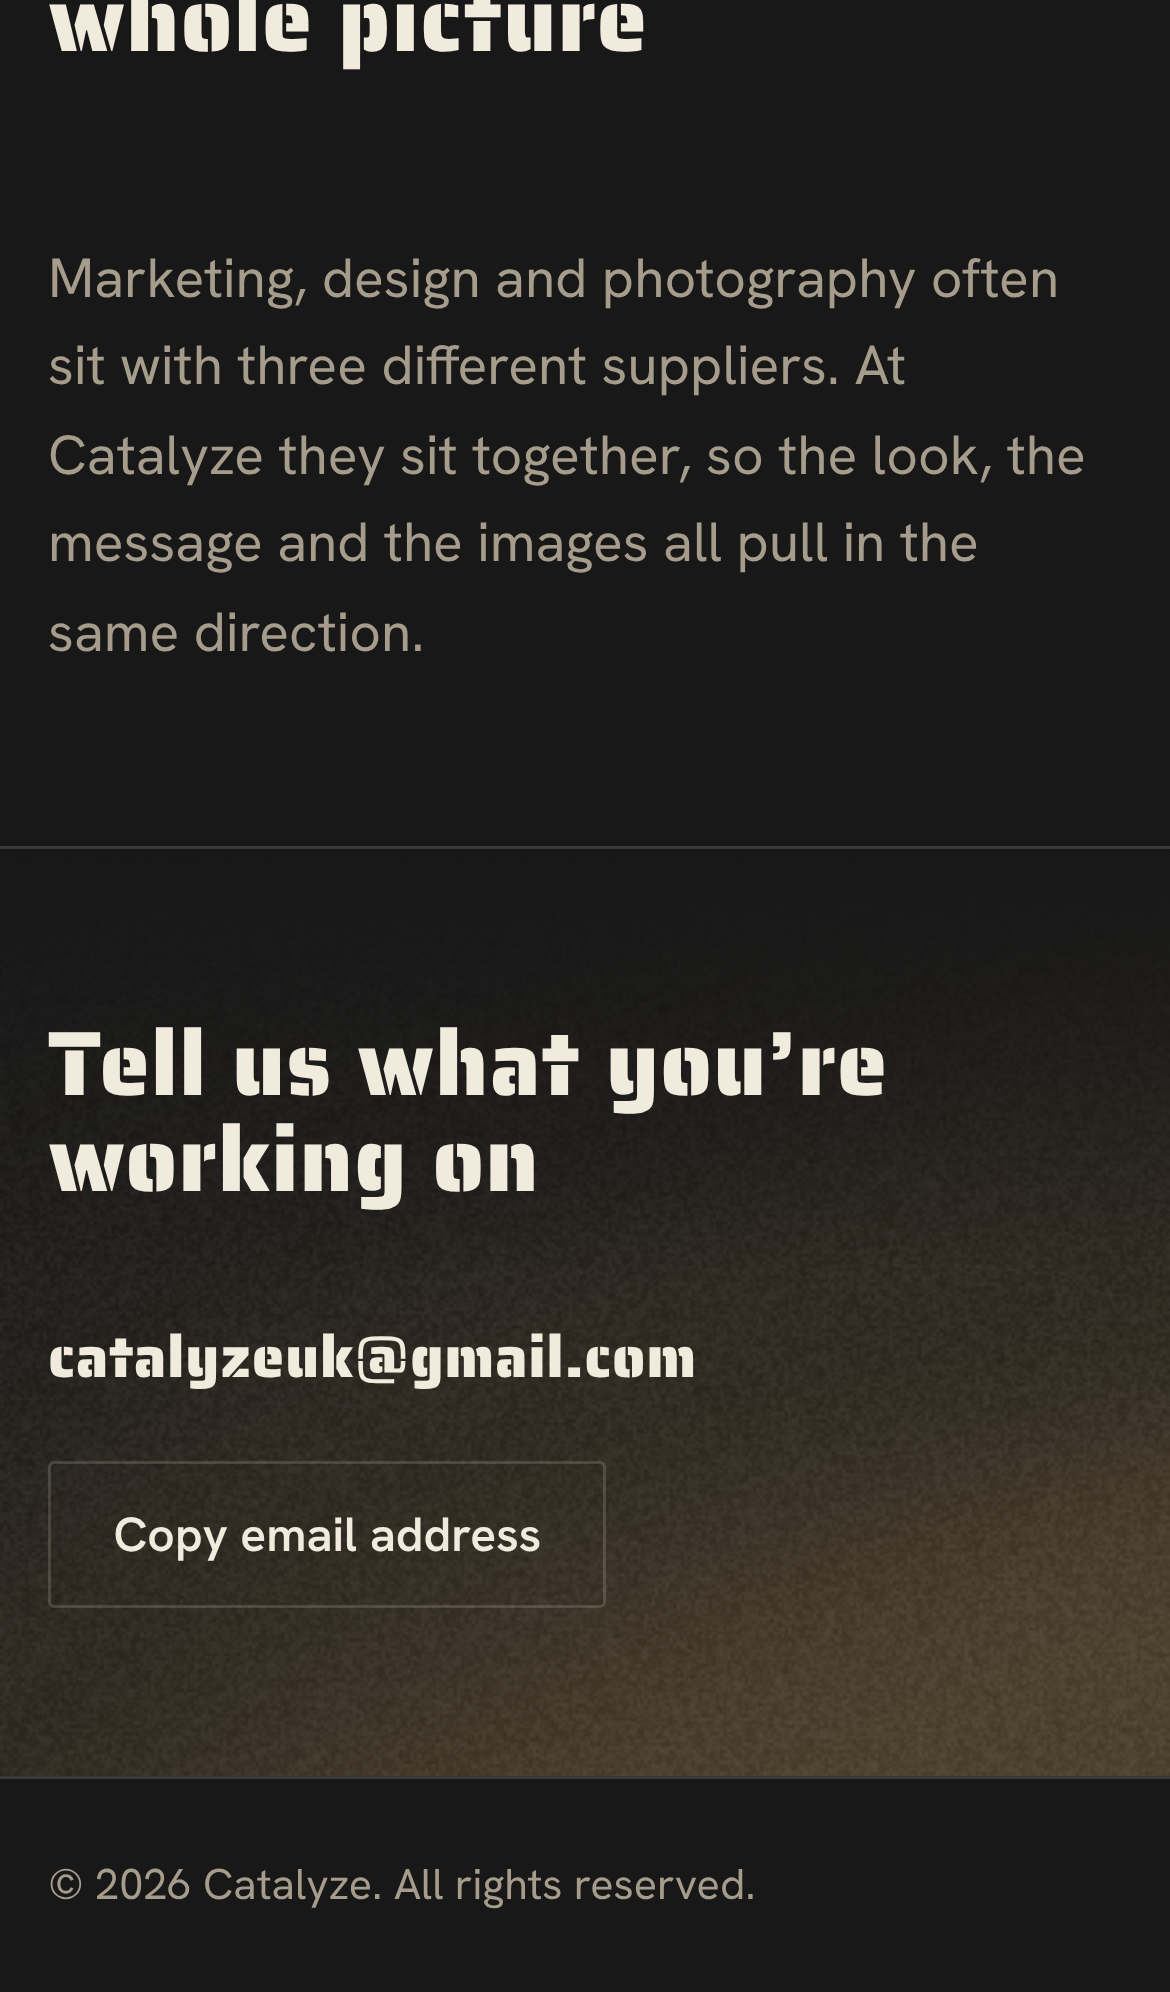 whole picture
Marketing, design and photography often
sit with three different suppliers. At
Catalyze they sit together, so the look, the
message and the images all pull in the
same direction.
Tell us what you’re
working on
catalyzeuk@gmail.com
Copy email address
© 2026 Catalyze. All rights reserved.